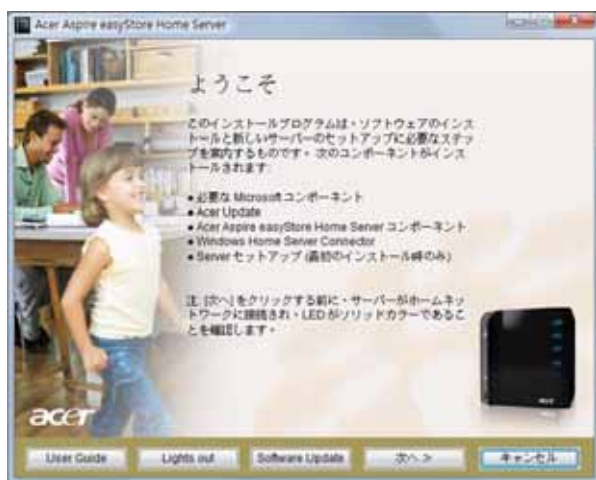 Acer Aspire easyStore Home Server
ようこそ
このインストールプログラムは・ソフトウェアのインス
トールと新しいサーバーのセットアップに必要なステッ
プを案内するものです・次のコンポーネントがインス
トールされます:
• 必要な Microsoft コンポーネント
• Acer Update
• Acer Aspire easyStore Home Server コンポーネント
• Windows Home Server Connector
• Server セットアップ (最初のインストール時のみ)
注: [次へ] をクリックする前に・サーバーがホームネッ
トワークに接続され・LED がソリッドカラーであるこ
とを確認します・
acer
User Guide
Lights out
Software Update
次へ >
キャンセル